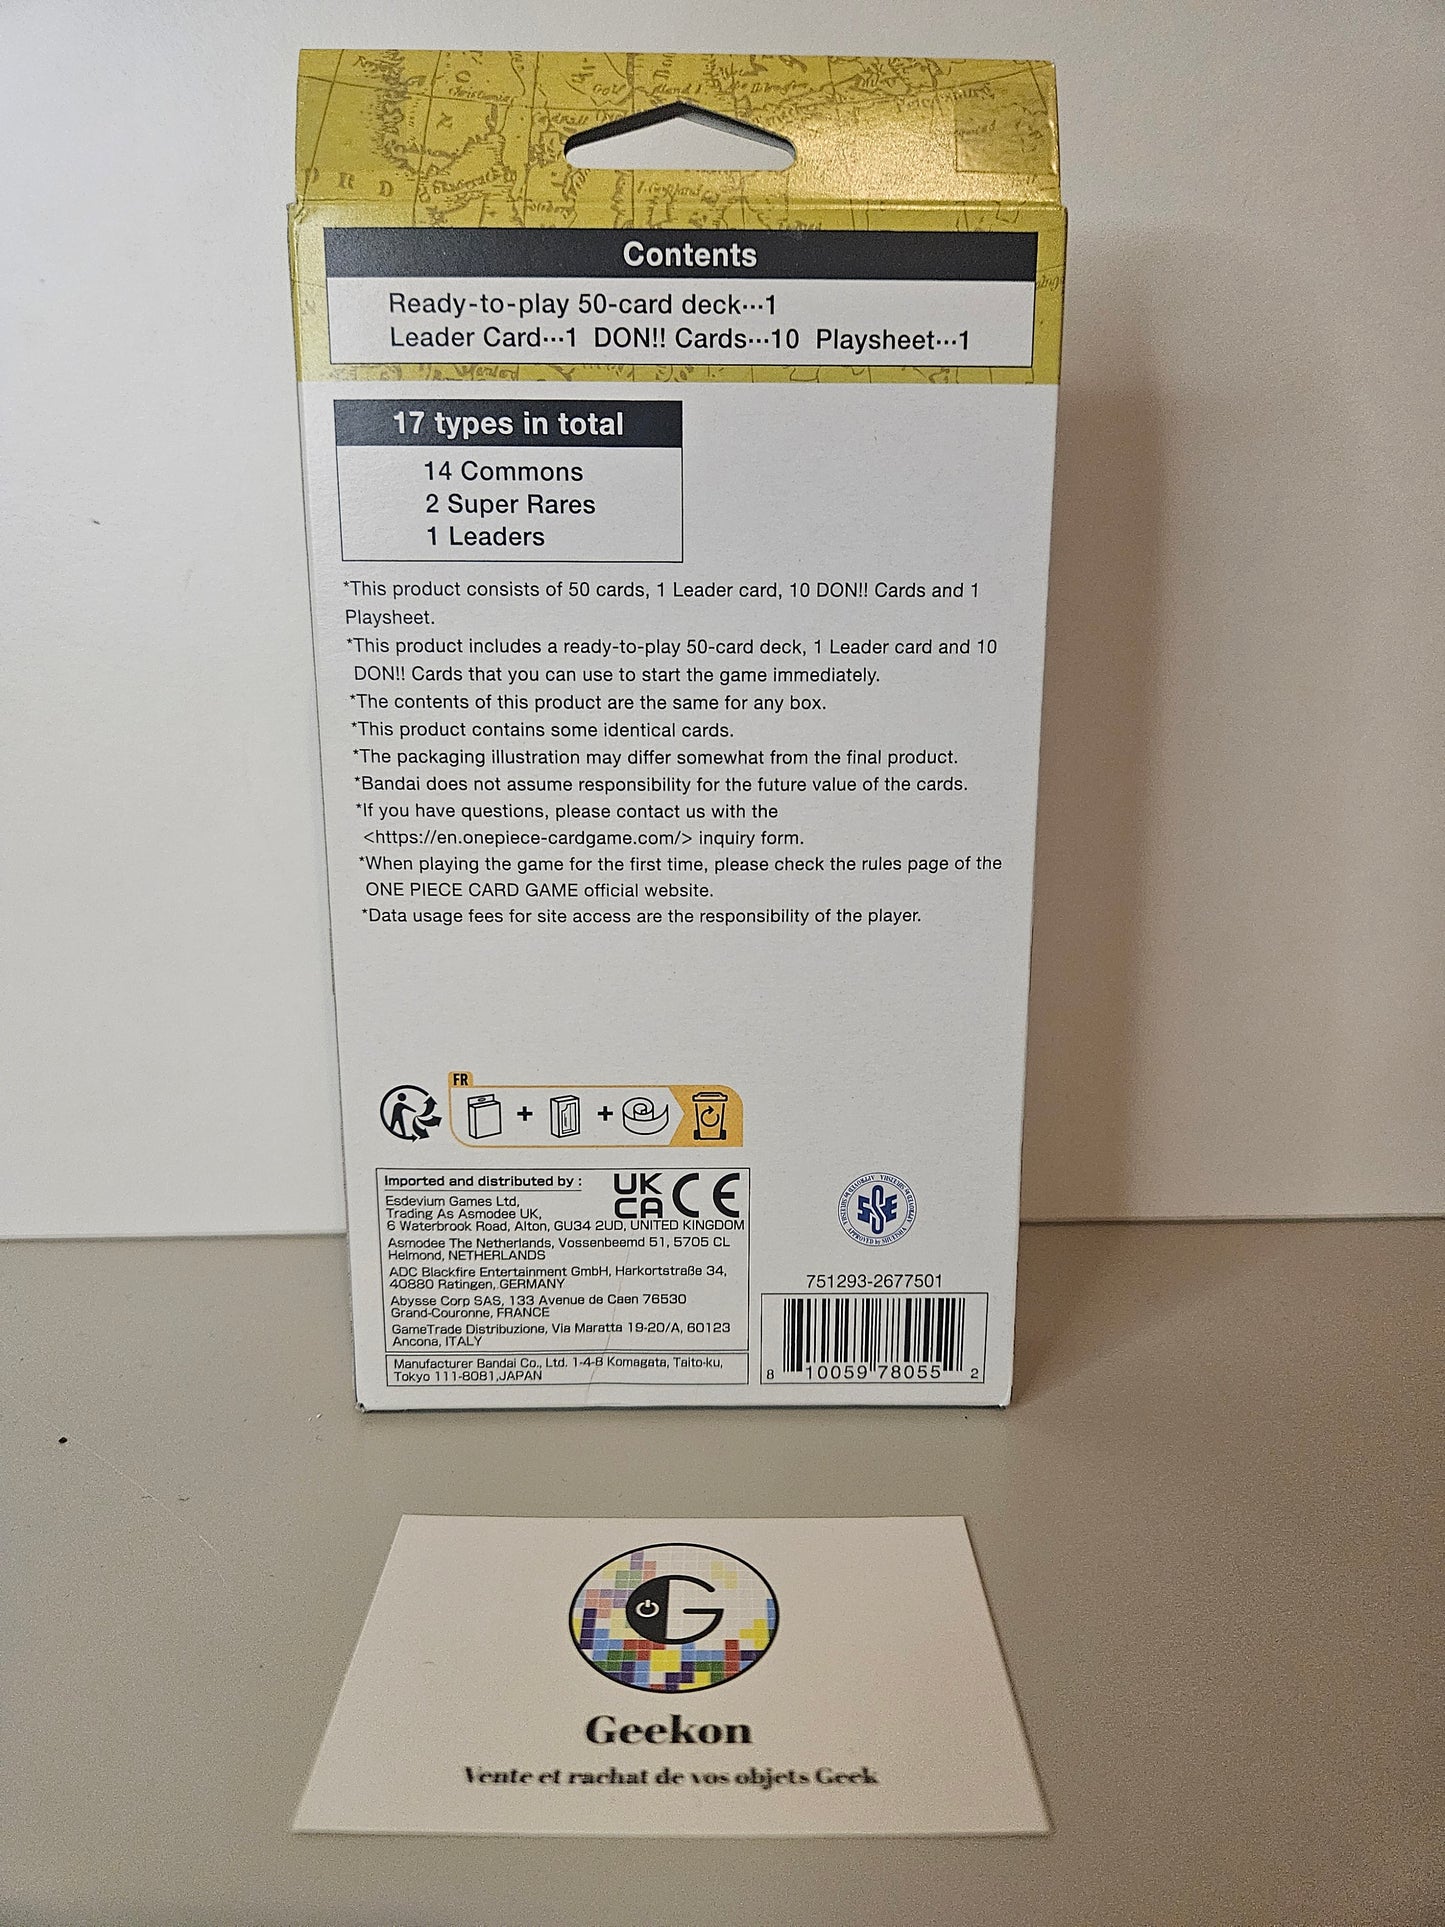 Contents
Ready-to-play 50-card deck···1
Leader Card···1 DON!! Cards···10 Playsheet···1
17 types in total
14 Commons
2 Super Rares
1 Leaders
*This product consists of 50 cards, 1 Leader card, 10 DON!! Cards and 1
Playsheet.
*This product includes a ready-to-play 50-card deck, 1 Leader card and 10
DON!! Cards that you can use to start the game immediately.
*The contents of this product are the same for any box.
*This product contains some identical cards.
*The packaging illustration may differ somewhat from the final product.
*Bandai does not assume responsibility for the future value of the cards.
*If you have questions, please contact us with the
<https://en.onepiece-cardgame.com/> inquiry form.
*When playing the game for the first time, please check the rules page of the
ONE PIECE CARD GAME official website.
*Data usage fees for site access are the responsibility of the player.
FR
Imported and distributed by :
UK
CA CE
Esdevium Games Ltd,
Trading As Asmodee UK,
6 Waterbrook Road, Alton, GU34 2UD, UNITED KINGDOM
Asmodee The Netherlands, Vossenbeemd 51, 5705 CL
Helmond, NETHERLANDS
ADC Blackfire Entertainment GmbH, Harkortstraße 34,
40880 Ratingen, GERMANY
Abysse Corp SAS, 133 Avenue de Caen 76530
Grand-Couronne, FRANCE
GameTrade Distribuzione, Via Maratta 19-20/A, 60123
Ancona, ITALY
Manufacturer Bandai Co., Ltd. 1-4-8 Komagata, Taito-ku,
Tokyo 111-8081,JAPAN
SSE
APPROVED by SHUEISHA
751293-2677501
8 10059 78055 2
G
Geekon
Vente et rachat de vos objets Geek